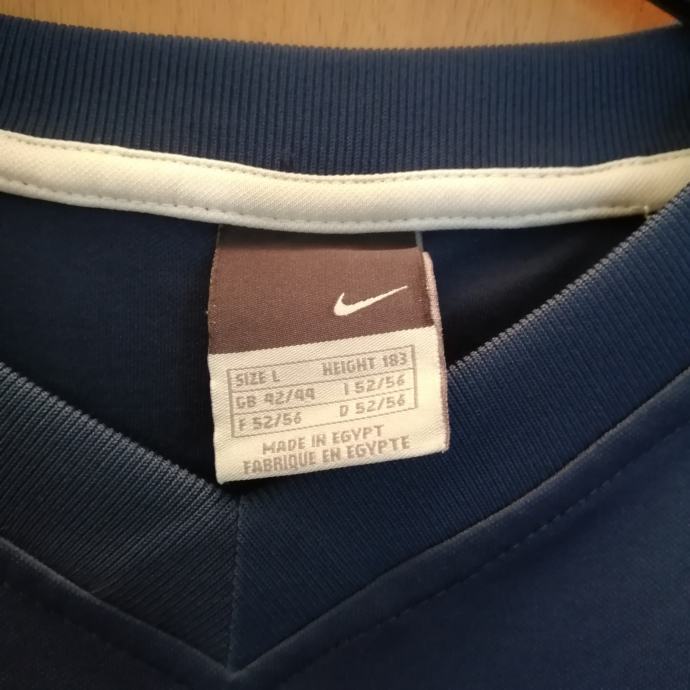 SIZE L HEIGHT 183
GB 42/44 I 52/56
F 52/56 D 52/56
MADE IN EGYPT
FABRIQUE EN EGYPTE